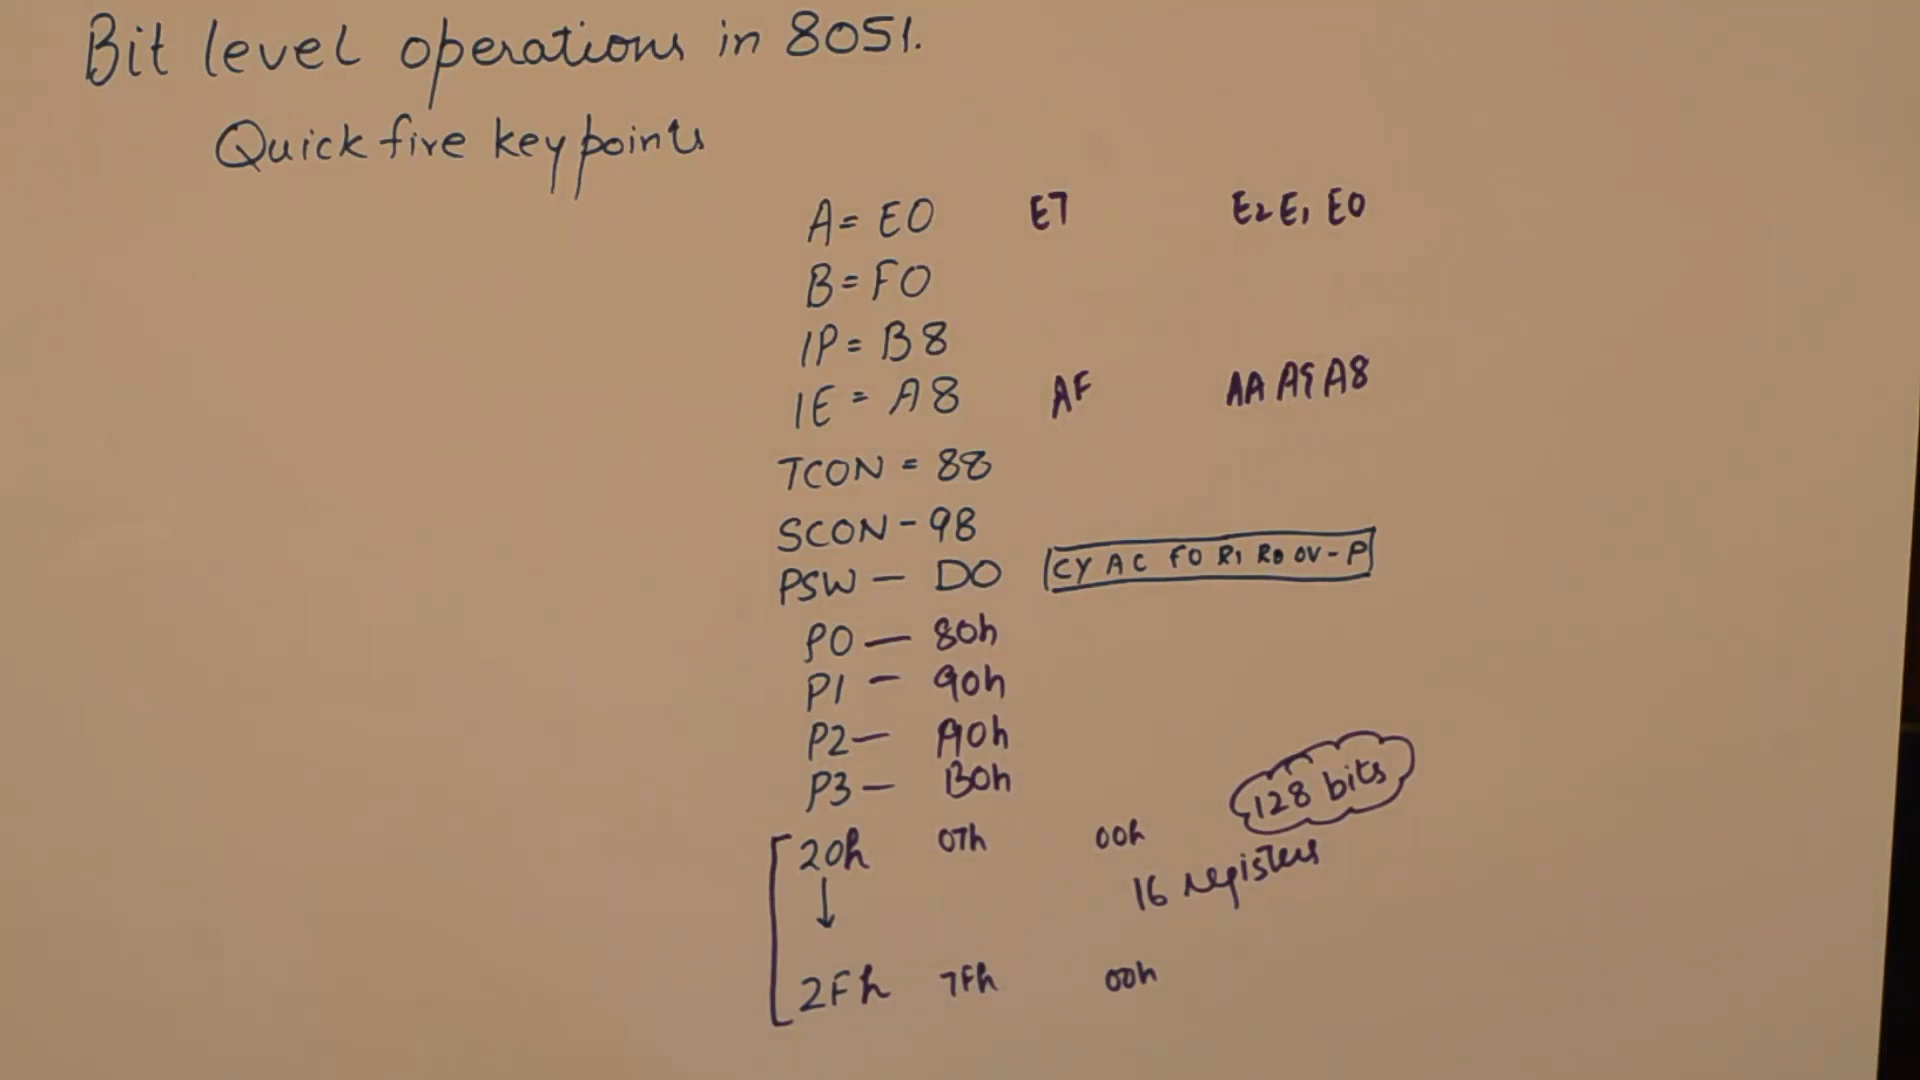 Bit level operations in 8051.
Quick five key points
A = E0 E7 E2 E1 E0
B = F0
IP = B8
IE = A8 AF AA A9 A8
TCON = 88
SCON - 98
PSW - D0 CY AC F0 R1 R0 OV - P
P0 - 80h
P1 - 90h
P2 - A0h
P3 - B0h
128 bits
20h 07h 00h
16 registers
↓
2Fh 7Fh 00h